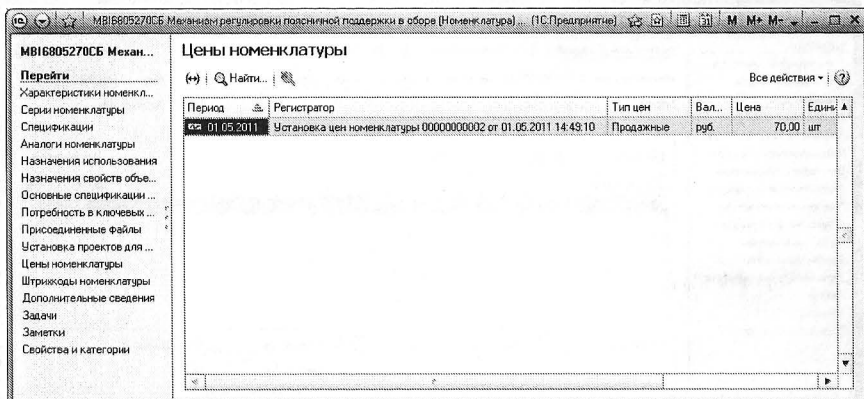 МВI6805270СБ Механизм регулировки поясничной поддержки в сборе (Номенклатура)... (1С:Предприятие) M M+ M-
МВI6805270СБ Механ... Цены номенклатуры
Перейти
Найти... Все действия
Характеристики номенкл...
Серии номенклатуры
Период Регистратор Тип цен Вал... Цена Едини
Спецификации
01.05.2011 Установка цен номенклатуры 00000000002 от 01.05.2011 14:49:10 Продажные руб. 70,00 шт
Аналоги номенклатуры
Назначения использования
Назначения свойств объе...
Основные спецификации ...
Потребность в ключевых ...
Присоединенные файлы
Установка проектов для ...
Цены номенклатуры
Штрихкоды номенклатуры
Дополнительные сведения
Задачи
Заметки
Свойства и категории